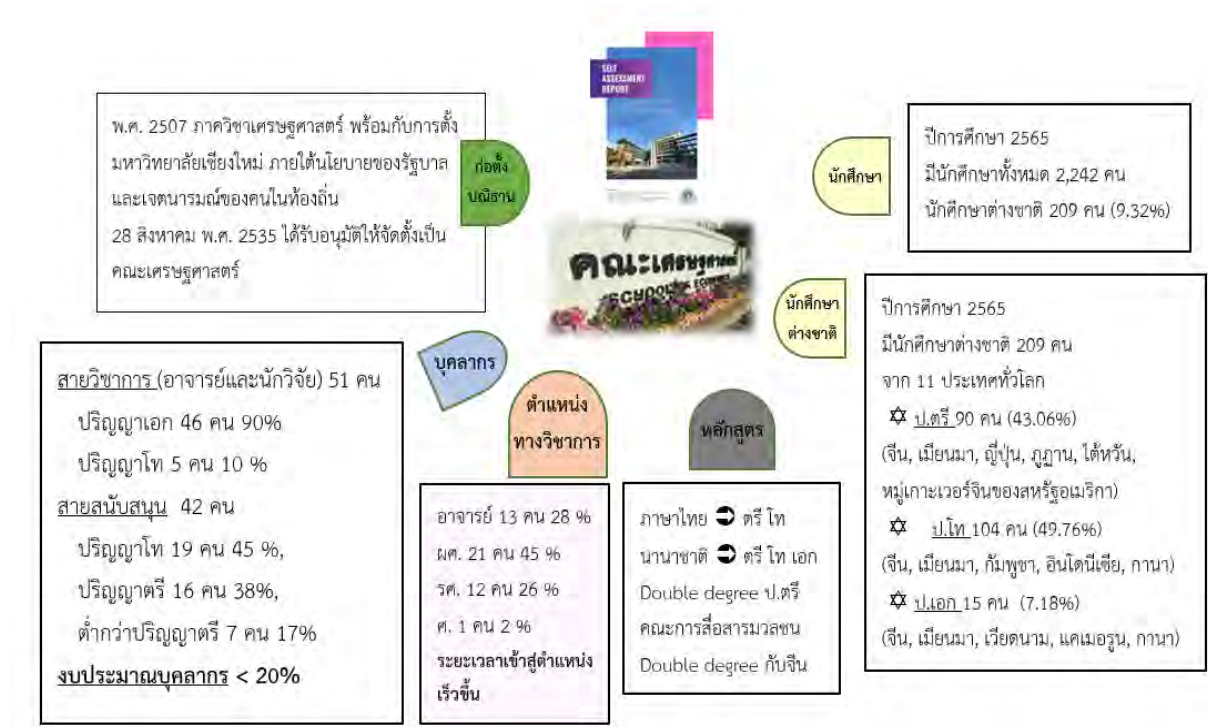 SELF
ASSESSMENT
REPORT
พ.ศ. 2507 ภาควิชาเศรษฐศาสตร์ พร้อมกับการตั้ง
มหาวิทยาลัยเชียงใหม่ ภายใต้นโยบายของรัฐบาล
และเจตนารมณ์ของคนในท้องถิ่น
28 สิงหาคม พ.ศ. 2535 ได้รับอนุมัติให้จัดตั้งเป็น
คณะเศรษฐศาสตร์
ก่อตั้ง
ปณิธาน
คณะเศรษฐศาสตร์
SCHOOL OF ECONOMICS
นักศึกษา
ปีการศึกษา 2565
มีนักศึกษาทั้งหมด 2,242 คน
นักศึกษาต่างชาติ 209 คน (9.32%)
นักศึกษา
ต่างชาติ
ปีการศึกษา 2565
มีนักศึกษาต่างชาติ 209 คน
จาก 11 ประเทศทั่วโลก
✡ ป.ตรี 90 คน (43.06%)
(จีน, เมียนมา, ญี่ปุ่น, ภูฏาน, ไต้หวัน,
หมู่เกาะเวอร์จินของสหรัฐอเมริกา)
✡ ป.โท 104 คน (49.76%)
(จีน, เมียนมา, กัมพูชา, อินโดนีเซีย, กานา)
✡ ป.เอก 15 คน (7.18%)
(จีน, เมียนมา, เวียดนาม, แคเมอรูน, กานา)
บุคลากร
สายวิชาการ (อาจารย์และนักวิจัย) 51 คน
ปริญญาเอก 46 คน 90%
ปริญญาโท 5 คน 10 %
สายสนับสนุน 42 คน
ปริญญาโท 19 คน 45 %,
ปริญญาตรี 16 คน 38%,
ต่ำกว่าปริญญาตรี 7 คน 17%
งบประมาณบุคลากร < 20%
ตำแหน่ง
ทางวิชาการ
อาจารย์ 13 คน 28 %
ผศ. 21 คน 45 %
รศ. 12 คน 26 %
ศ. 1 คน 2 %
ระยะเวลาเข้าสู่ตำแหน่ง
เร็วขึ้น
หลักสูตร
ภาษาไทย ➲ ตรี โท
นานาชาติ ➲ ตรี โท เอก
Double degree ป.ตรี
คณะการสื่อสารมวลชน
Double degree กับจีน